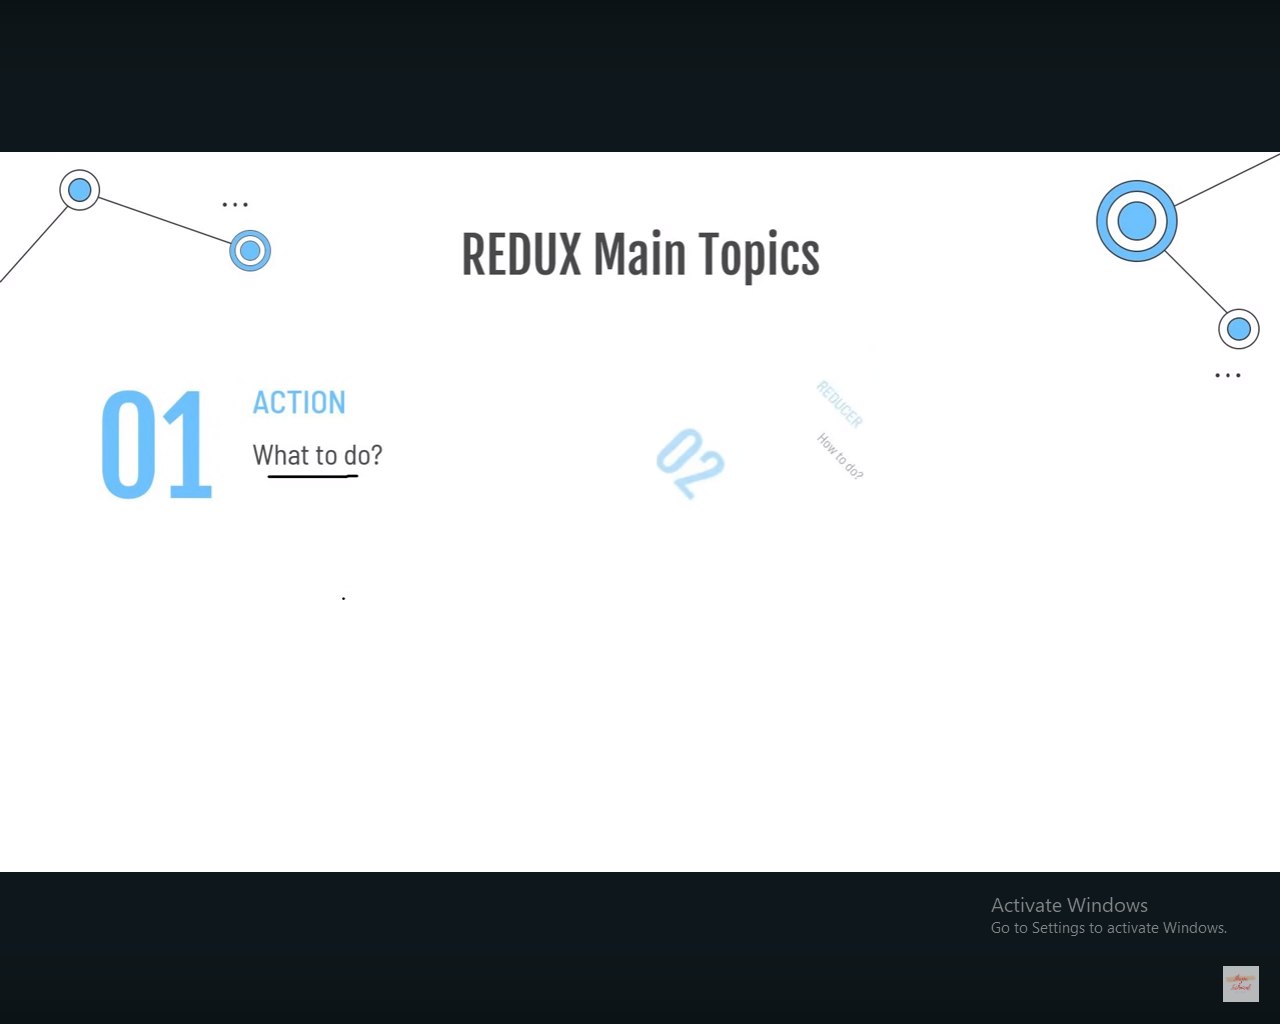 REDUX Main Topics
01
ACTION
What to do?
02
REDUCER
How to do?
Activate Windows
Go to Settings to activate Windows.